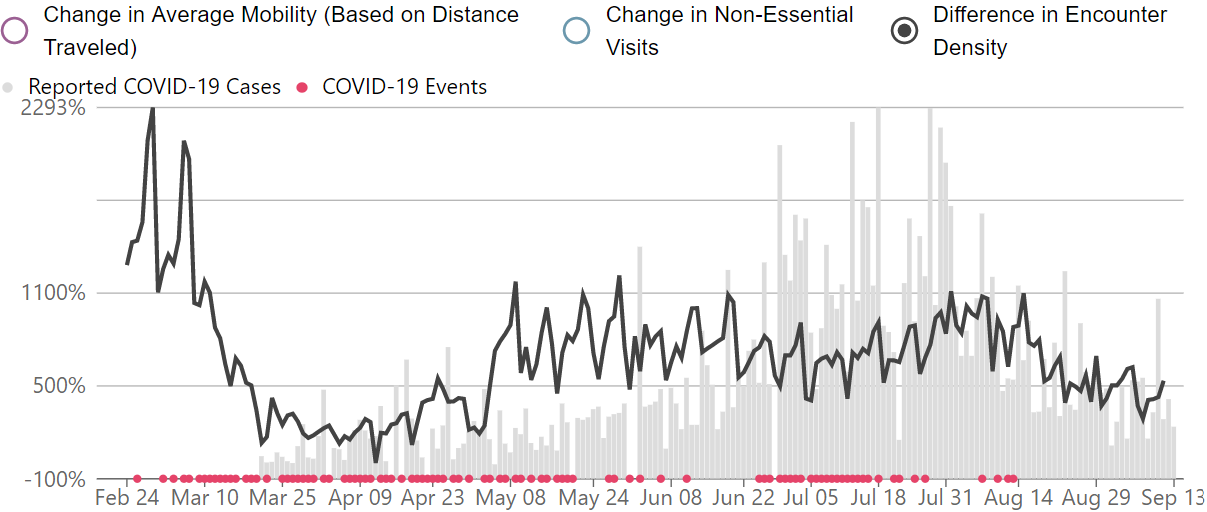 Change in Average Mobility (Based on Distance
Traveled)
Change in Non-Essential
Visits
Difference in Encounter
Density
Reported COVID-19 Cases
COVID-19 Events
2293%
1100%
500%
-100%
Feb 24 Mar 10 Mar 25 Apr 09 Apr 23 May 08 May 24 Jun 08 Jun 22 Jul 05 Jul 18 Jul 31 Aug 14 Aug 29 Sep 13